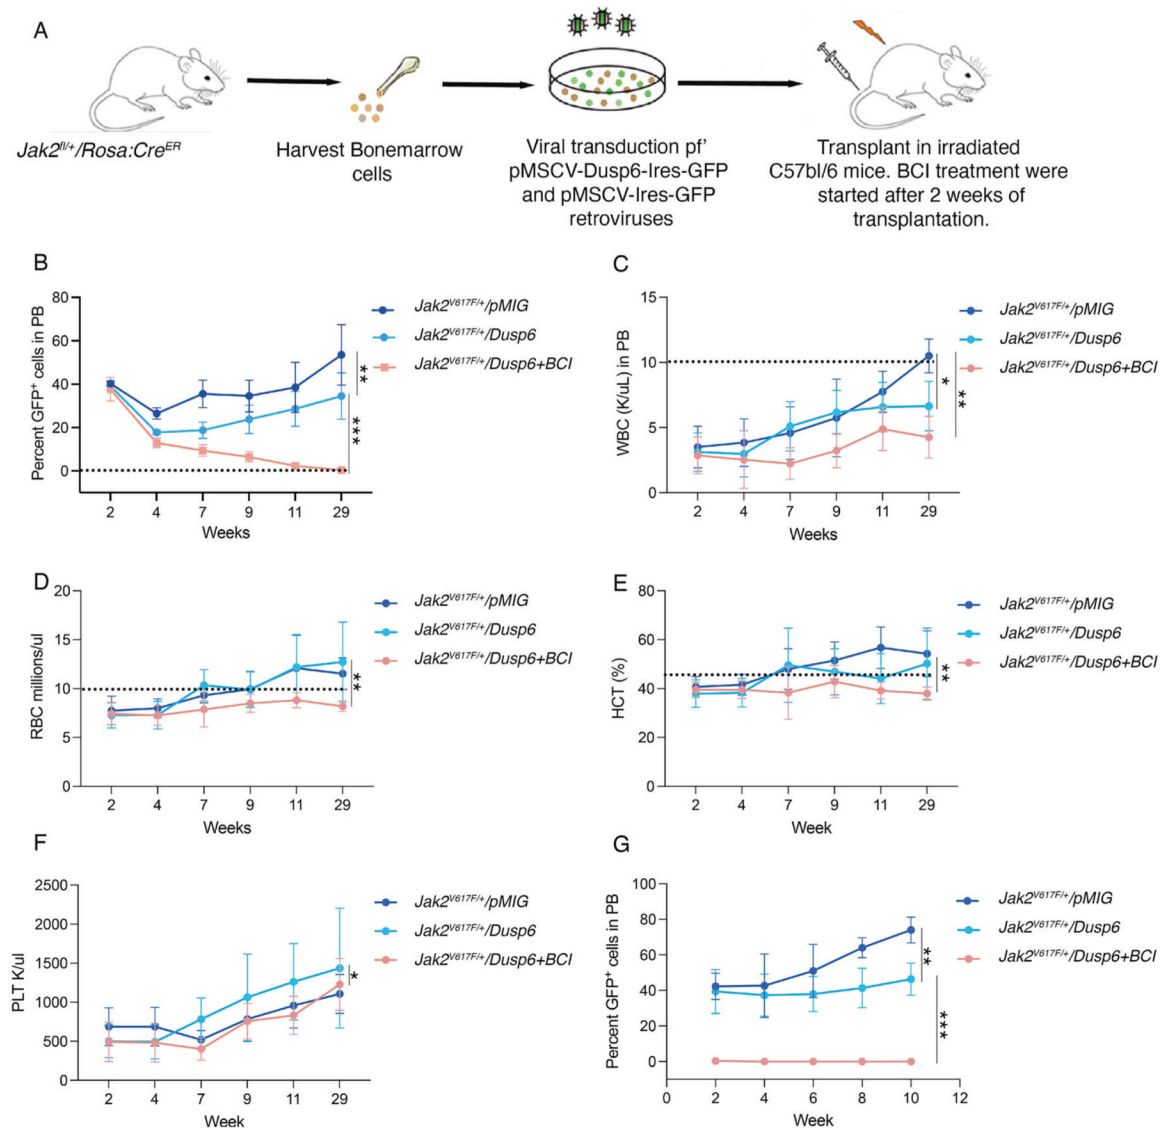 A
Jak2fl/+/Rosa:CreER
Harvest Bonemarrow
cells
Viral transduction pf'
pMSCV-Dusp6-Ires-GFP
and pMSCV-Ires-GFP
retroviruses
Transplant in irradiated
C57bl/6 mice. BCI treatment were
started after 2 weeks of
transplantation.
B
Percent GFP+ cells in PB
80
60
40
20
0
2 4 7 9 11 29
Weeks
Jak2V617F/+/pMIG
Jak2V617F/+/Dusp6
Jak2V617F/+/Dusp6+BCI
**
***
C
WBC (K/uL) in PB
15
10
5
0
2 4 7 9 11 29
Weeks
Jak2V617F/+/pMIG
Jak2V617F/+/Dusp6
Jak2V617F/+/Dusp6+BCI
*
**
D
RBC millions/ul
20
15
10
5
0
2 4 7 9 11 29
Weeks
Jak2V617F/+/pMIG
Jak2V617F/+/Dusp6
Jak2V617F/+/Dusp6+BCI
**
E
HCT (%)
80
60
40
20
0
2 4 7 9 11 29
Week
Jak2V617F/+/pMIG
Jak2V617F/+/Dusp6
Jak2V617F/+/Dusp6+BCI
**
F
PLT K/ul
2500
2000
1500
1000
500
0
2 4 7 9 11 29
Week
Jak2V617F/+/pMIG
Jak2V617F/+/Dusp6
Jak2V617F/+/Dusp6+BCI
*
G
Percent GFP+ cells in PB
100
80
60
40
20
0
0 2 4 6 8 10 12
Week
Jak2V617F/+/pMIG
Jak2V617F/+/Dusp6
Jak2V617F/+/Dusp6+BCI
**
***